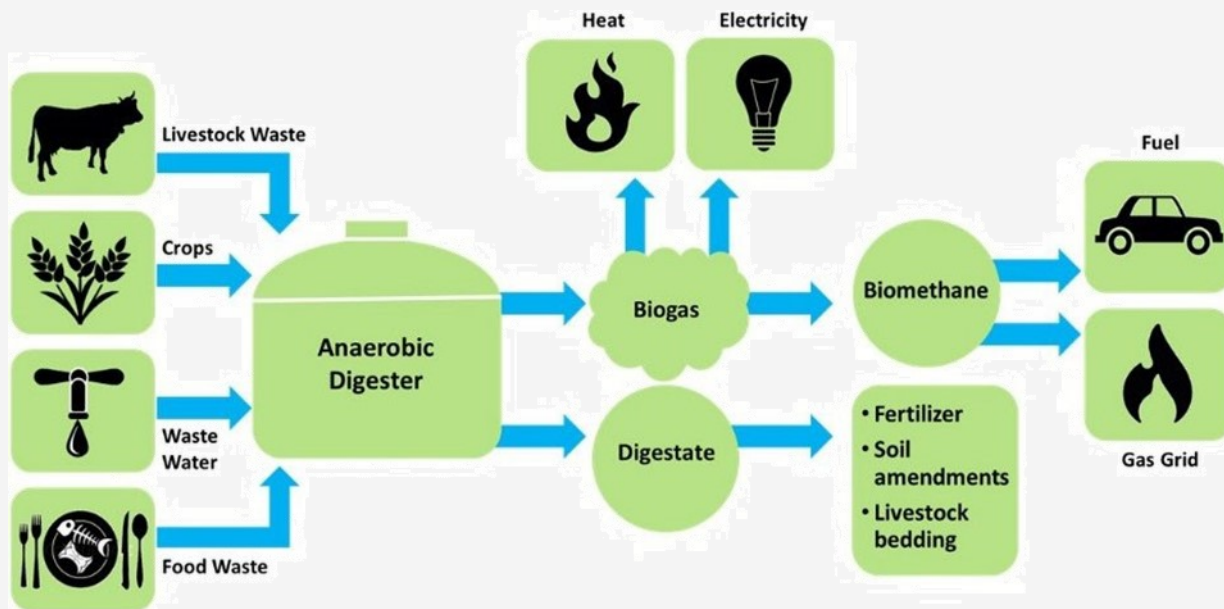 Heat
Electricity
Livestock Waste
Fuel
Crops
Biogas
Biomethane
Anaerobic
Digester
Waste
Water
Digestate
• Fertilizer
• Soil
amendments
• Livestock
bedding
Gas Grid
Food Waste